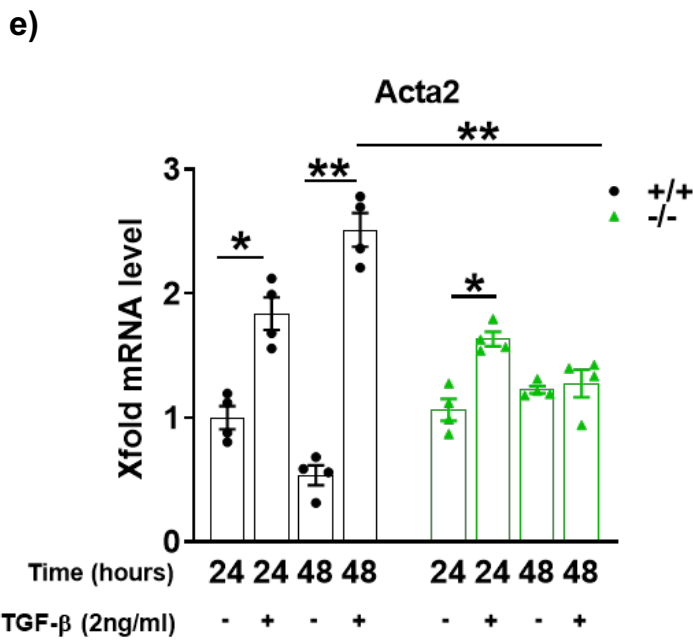 e)
Acta2
**
**
*
*
+/+
-/-
Xfold mRNA level
3
2
1
0
Time (hours) 24 24 48 48 24 24 48 48
TGF-β (2ng/ml) - + - + - + - +